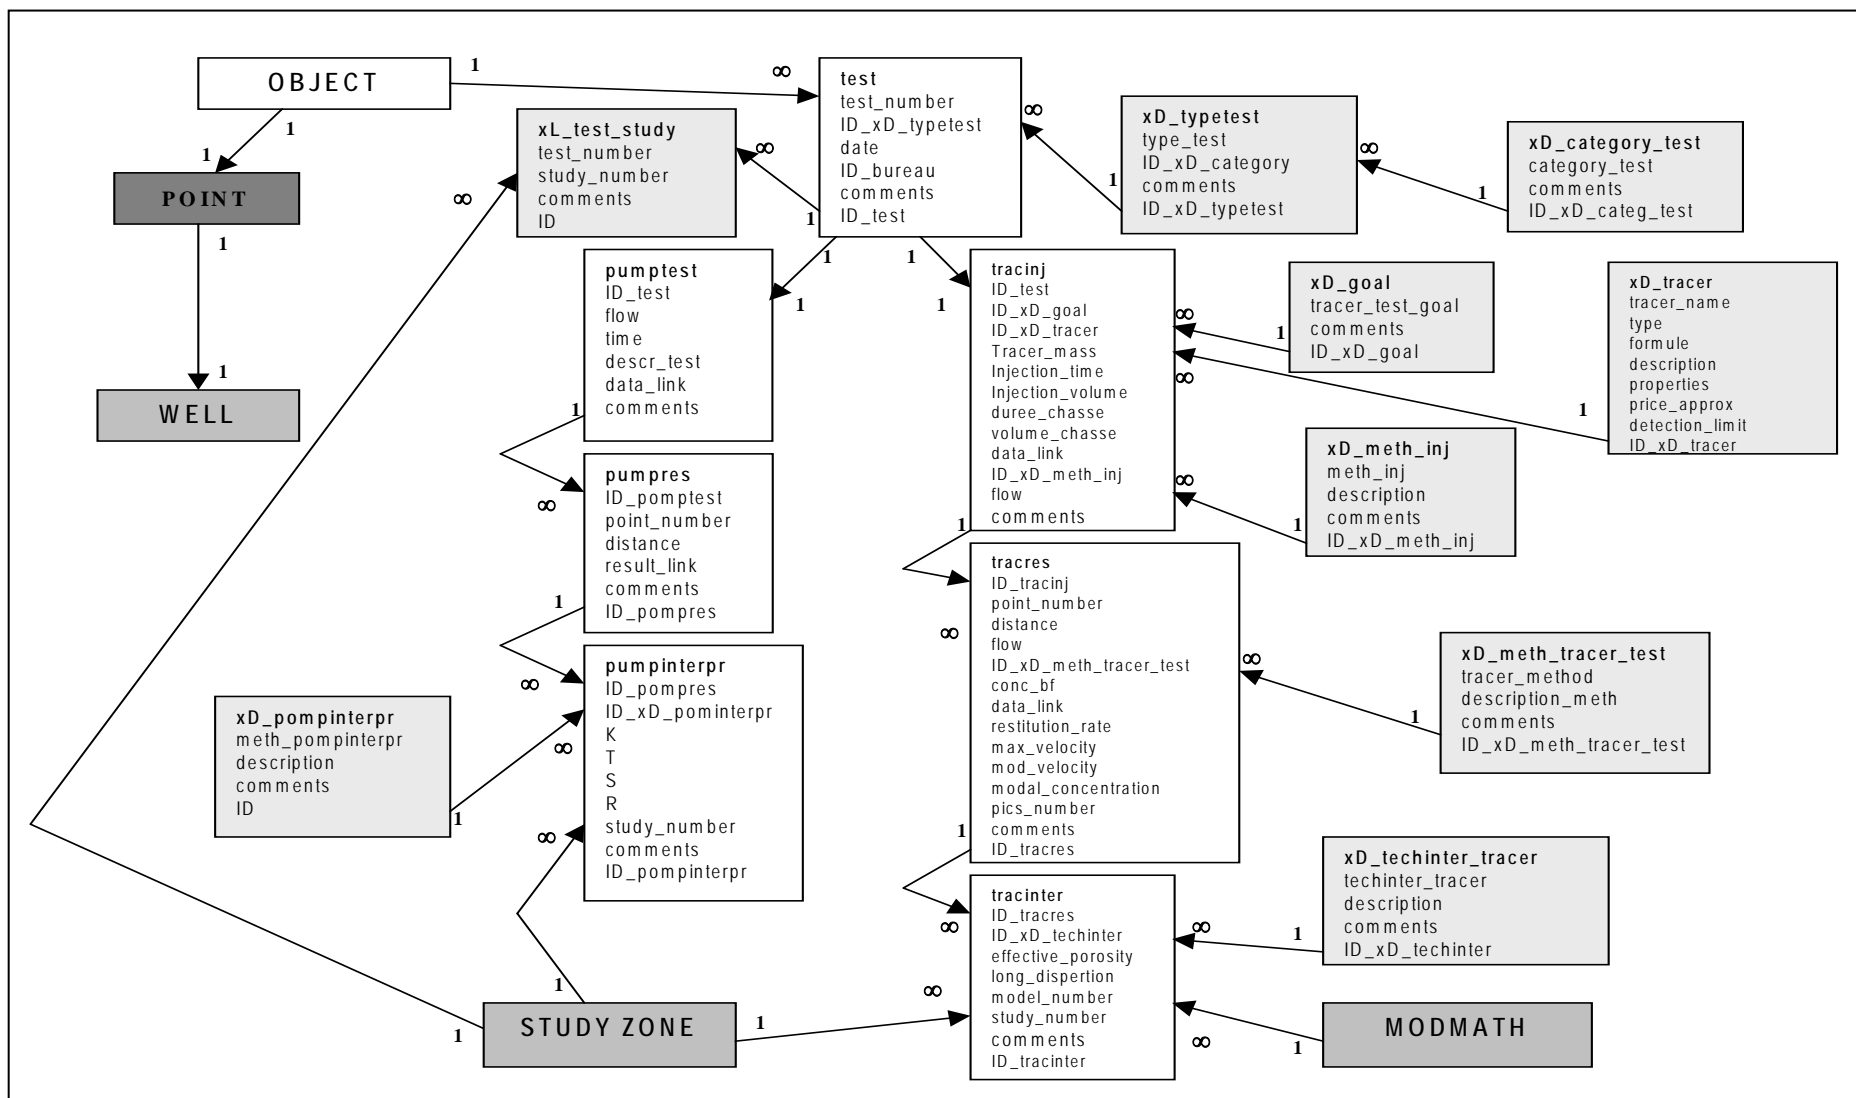 OBJECT
1
∞
1
1
POINT
1
1
WELL
test
test_number
ID_xD_typetest
date
ID_bureau
comments
ID_test
xL_test_study
test_number
study_number
comments
ID
∞
∞
1
1
1
1
1
∞
1
xD_typetest
type_test
ID_xD_category
comments
ID_xD_typetest
∞
1
xD_category_test
category_test
comments
ID_xD_categ_test
pumptest
ID_test
flow
time
descr_test
data_link
comments
1
∞
pumpres
ID_pomptest
point_number
distance
result_link
comments
ID_pompres
1
∞
pumpinterpr
ID_pompres
ID_xD_pominterpr
K
T
S
R
study_number
comments
ID_pompinterpr
∞
∞
xD_pompinterpr
meth_pompinterpr
description
comments
ID
1
tracinj
ID_test
ID_xD_goal
ID_xD_tracer
Tracer_mass
Injection_time
Injection_volume
duree_chasse
volume_chasse
data_link
ID_xD_meth_inj
flow
comments
∞
∞
∞
1
xD_goal
tracer_test_goal
comments
ID_xD_goal
1
xD_tracer
tracer_name
type
formule
description
properties
price_approx
detection_limit
ID_xD_tracer
1
xD_meth_inj
meth_inj
description
comments
ID_xD_meth_inj
1
1
∞
tracres
ID_tracinj
point_number
distance
flow
ID_xD_meth_tracer_test
conc_bf
data_link
restitution_rate
max_velocity
mod_velocity
modal_concentration
pics_number
comments
ID_tracres
∞
1
xD_meth_tracer_test
tracer_method
description_meth
comments
ID_xD_meth_tracer_test
1
∞
tracinter
ID_tracres
ID_xD_techinter
effective_porosity
long_dispertion
model_number
study_number
comments
ID_tracinter
∞
1
xD_techinter_tracer
techinter_tracer
description
comments
ID_xD_techinter
1
1
STUDY ZONE
1
∞
∞
1
MODMATH